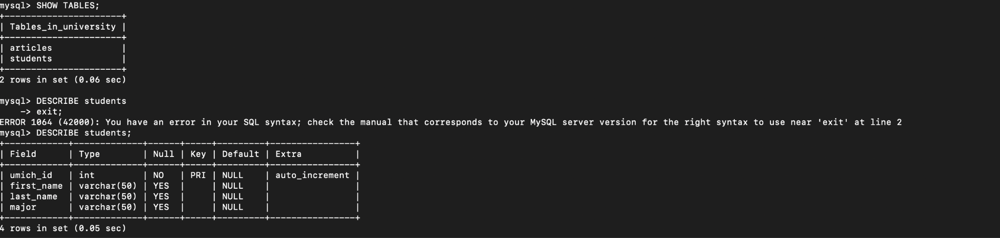 mysql> SHOW TABLES;
+----------------------+
| Tables_in_university |
+----------------------+
| articles             |
| students             |
+----------------------+
2 rows in set (0.06 sec)

mysql> DESCRIBE students
    -> exit;
ERROR 1064 (42000): You have an error in your SQL syntax; check the manual that corresponds to your MySQL server version for the right syntax to use near 'exit' at line 2
mysql> DESCRIBE students;
+------------+-------------+------+-----+---------+----------------+
| Field      | Type        | Null | Key | Default | Extra          |
+------------+-------------+------+-----+---------+----------------+
| umich_id   | int         | NO   | PRI | NULL    | auto_increment |
| first_name | varchar(50) | YES  |     | NULL    |                |
| last_name  | varchar(50) | YES  |     | NULL    |                |
| major      | varchar(50) | YES  |     | NULL    |                |
+------------+-------------+------+-----+---------+----------------+
4 rows in set (0.05 sec)